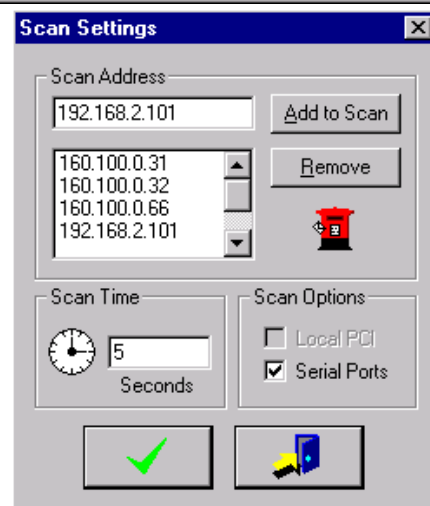 Scan Settings
Scan Address
192.168.2.101
Add to Scan
160.100.0.31
160.100.0.32
160.100.0.66
192.168.2.101
Remove
Scan Time
5
Seconds
Scan Options
Local PCI
Serial Ports